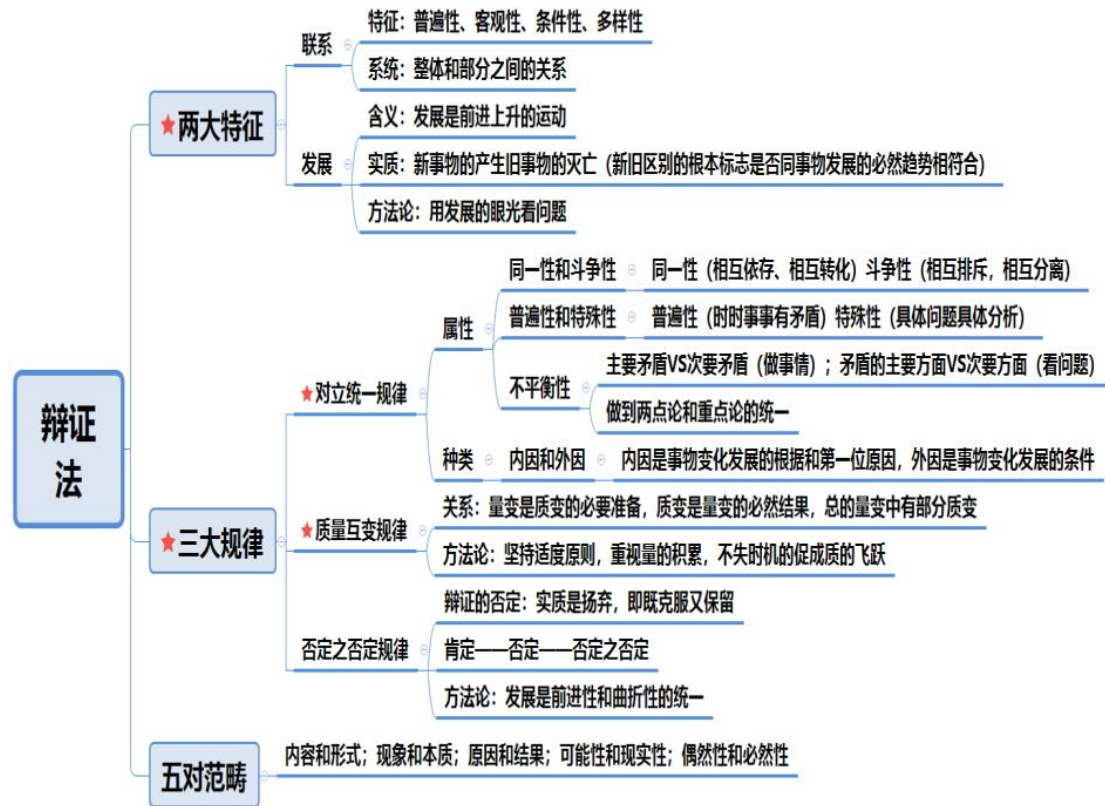 辩证法
★两大特征
联系
特征：普遍性、客观性、条件性、多样性
系统：整体和部分之间的关系
发展
含义：发展是前进上升的运动
实质：新事物的产生旧事物的灭亡（新旧区别的根本标志是否同事物发展的必然趋势相符合）
方法论：用发展的眼光看问题
★三大规律
★对立统一规律
属性
同一性和斗争性
同一性（相互依存、相互转化）斗争性（相互排斥，相互分离）
普遍性和特殊性
普遍性（时时事事有矛盾）特殊性（具体问题具体分析）
不平衡性
主要矛盾VS次要矛盾（做事情）；矛盾的主要方面VS次要方面（看问题）
做到两点论和重点论的统一
种类
内因和外因
内因是事物变化发展的根据和第一位原因，外因是事物变化发展的条件
★质量互变规律
关系：量变是质变的必要准备，质变是量变的必然结果，总的量变中有部分质变
方法论：坚持适度原则，重视量的积累，不失时机的促成质的飞跃
否定之否定规律
辩证的否定：实质是扬弃，即既克服又保留
肯定——否定——否定之否定
方法论：发展是前进性和曲折性的统一
五对范畴
内容和形式；现象和本质；原因和结果；可能性和现实性；偶然性和必然性